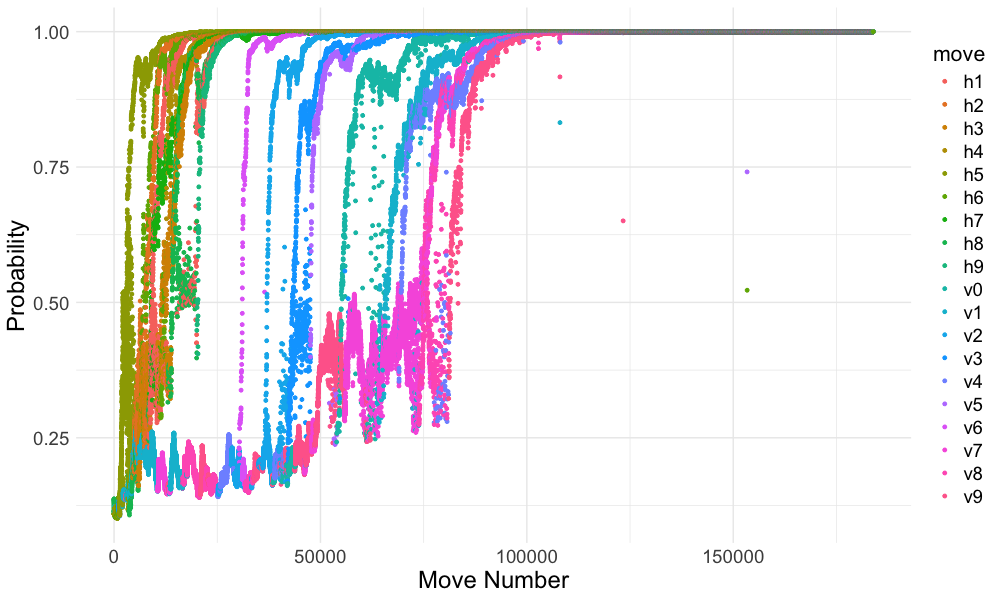 1.00
0.75
0.50
0.25
Probability
0
50000
100000
150000
Move Number
move
h1
h2
h3
h4
h5
h6
h7
h8
h9
v0
v1
v2
v3
v4
v5
v6
v7
v8
v9